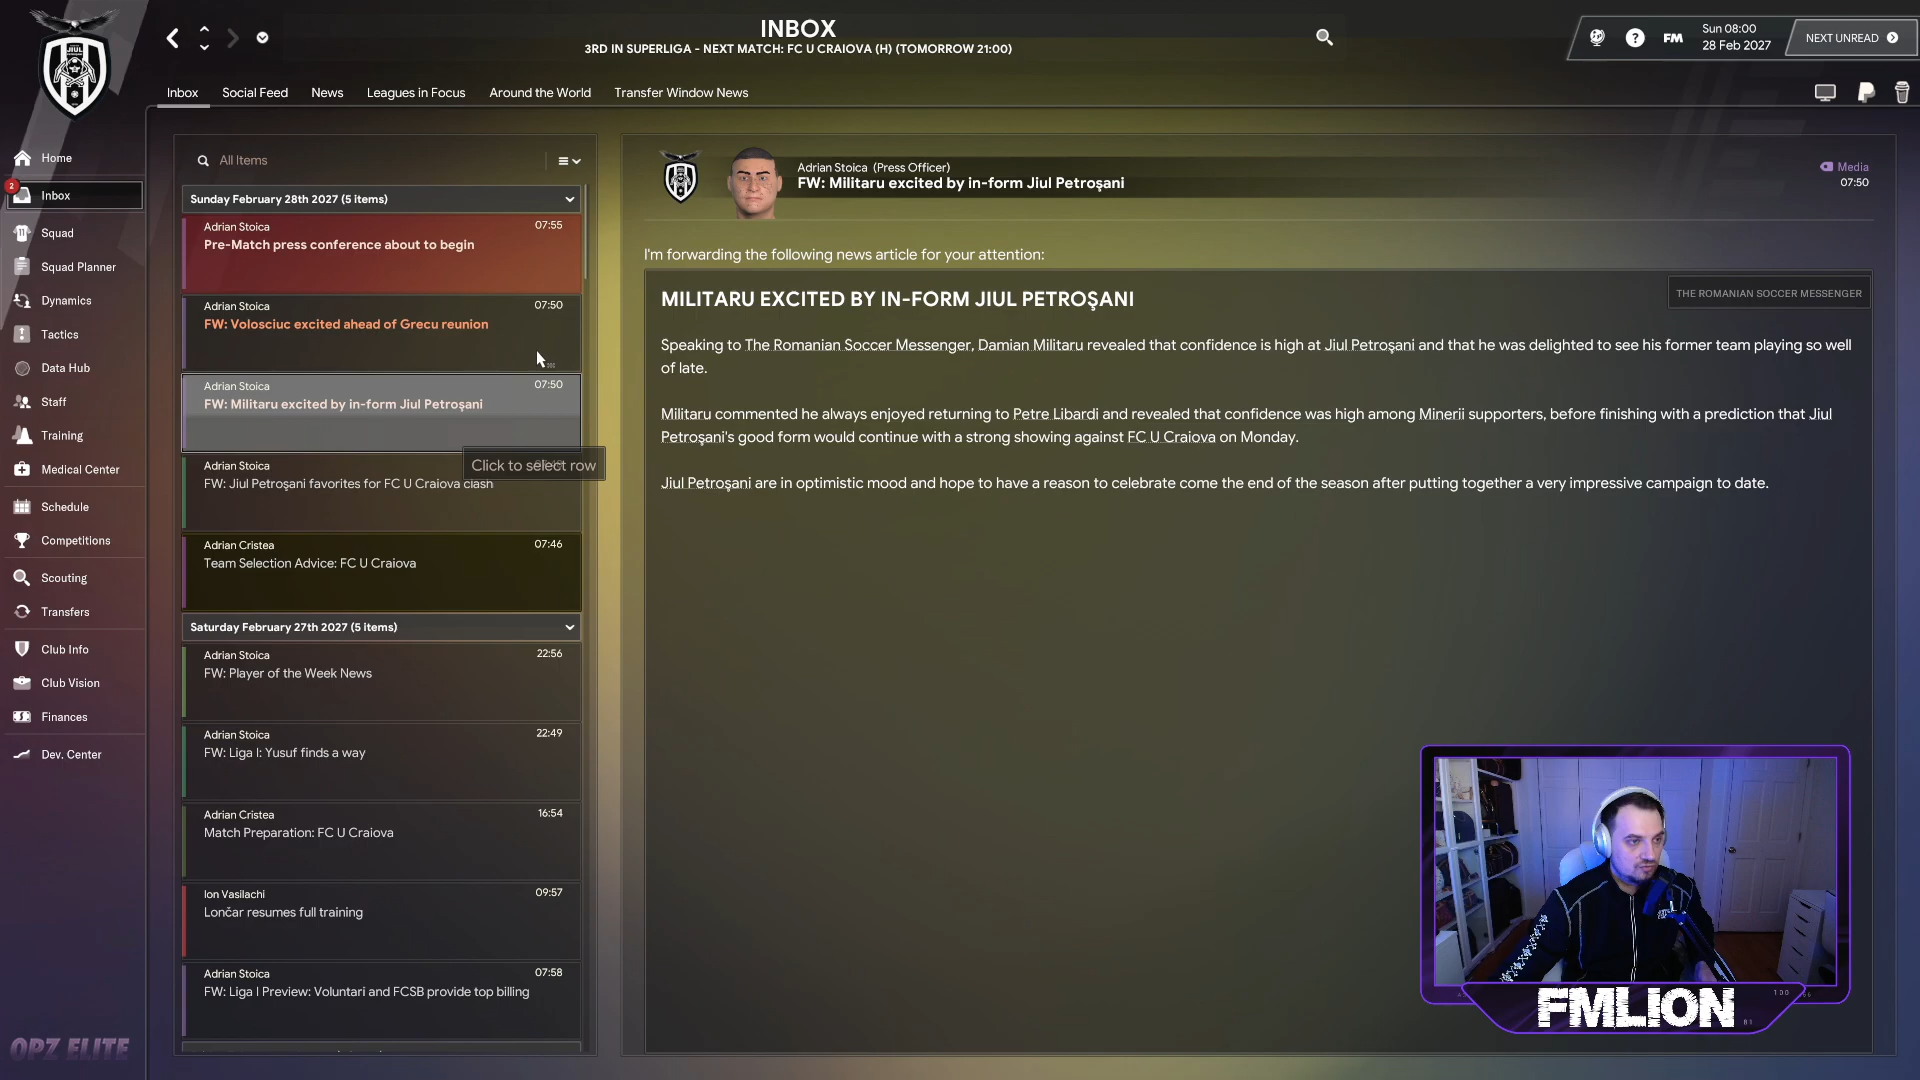 INBOX
3RD IN SUPERLIGA - NEXT MATCH: FC U CRAIOVA (H) (TOMORROW 21:00)
FM
Sun 08:00
28 Feb 2027
NEXT UNREAD
Inbox
Social Feed
News
Leagues in Focus
Around the World
Transfer Window News
JIUL
Home
2
Inbox
Squad
Squad Planner
Dynamics
Tactics
Data Hub
Staff
Training
Medical Center
Schedule
Competitions
Scouting
Transfers
Club Info
Club Vision
Finances
Dev. Center
OPZ ELITE
All Items
Sunday February 28th 2027 (5 items)
Adrian Stoica 07:55
Pre-Match press conference about to begin
Adrian Stoica 07:50
FW: Volosciuc excited ahead of Grecu reunion
Adrian Stoica 07:50
FW: Militaru excited by in-form Jiul Petroșani
Adrian Stoica
Click to select row
FW: Jiul Petroșani favorites for FC U Craiova clash
Adrian Cristea 07:46
Team Selection Advice: FC U Craiova
Saturday February 27th 2027 (5 items)
Adrian Stoica 22:56
FW: Player of the Week News
Adrian Stoica 22:49
FW: Liga I: Yusuf finds a way
Adrian Cristea 16:54
Match Preparation: FC U Craiova
Ion Vasilachi 09:57
Lončar resumes full training
Adrian Stoica 07:58
FW: Liga I Preview: Voluntari and FCSB provide top billing
Adrian Stoica (Press Officer)
FW: Militaru excited by in-form Jiul Petroșani
Media
07:50
I'm forwarding the following news article for your attention:
MILITARU EXCITED BY IN-FORM JIUL PETROȘANI
THE ROMANIAN SOCCER MESSENGER
Speaking to The Romanian Soccer Messenger, Damian Militaru revealed that confidence is high at Jiul Petroșani and that he was delighted to see his former team playing so well
of late.
Militaru commented he always enjoyed returning to Petre Libardi and revealed that confidence was high among Minerii supporters, before finishing with a prediction that Jiul
Petroșani's good form would continue with a strong showing against FC U Craiova on Monday.
Jiul Petroșani are in optimistic mood and hope to have a reason to celebrate come the end of the season after putting together a very impressive campaign to date.
FMLION
100
81